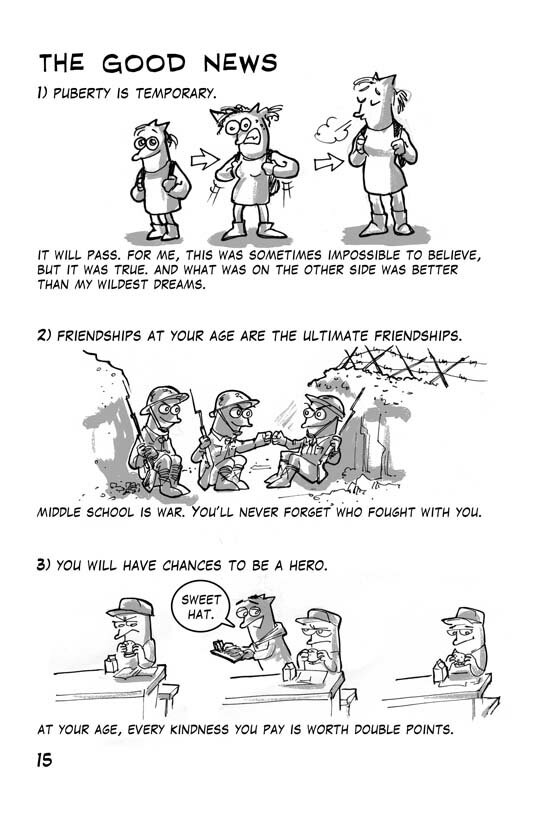 THE GOOD NEWS
1) PUBERTY IS TEMPORARY.
IT WILL PASS. FOR ME, THIS WAS SOMETIMES IMPOSSIBLE TO BELIEVE,
BUT IT WAS TRUE. AND WHAT WAS ON THE OTHER SIDE WAS BETTER
THAN MY WILDEST DREAMS.
2) FRIENDSHIPS AT YOUR AGE ARE THE ULTIMATE FRIENDSHIPS.
MIDDLE SCHOOL IS WAR. YOU'LL NEVER FORGET WHO FOUGHT WITH YOU.
3) YOU WILL HAVE CHANCES TO BE A HERO.
SWEET
HAT.
AT YOUR AGE, EVERY KINDNESS YOU PAY IS WORTH DOUBLE POINTS.
15